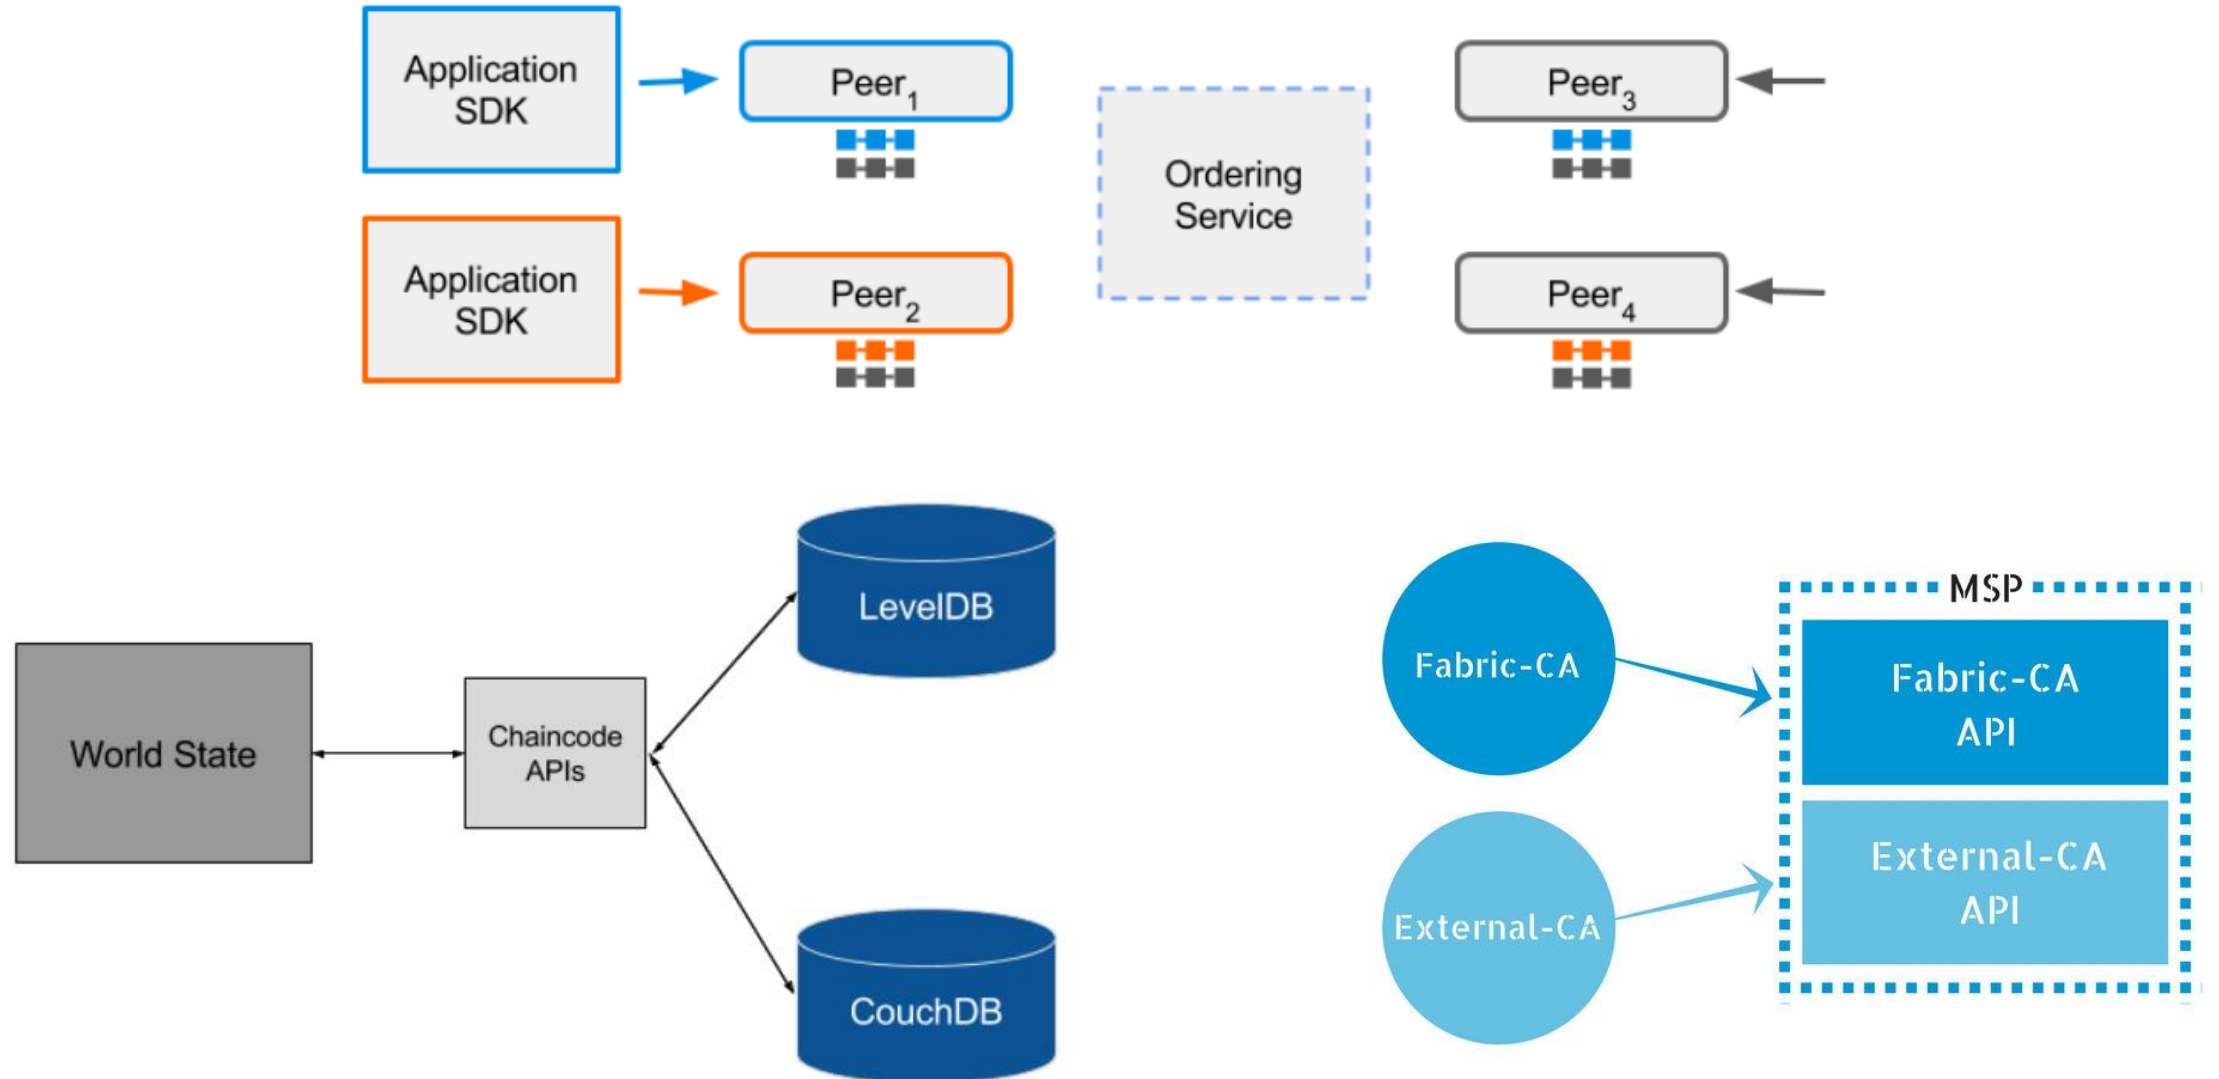 Application
SDK
Peer1
Ordering
Service
Peer3
Application
SDK
Peer2
Peer4
World State
Chaincode
APIs
LevelDB
CouchDB
Fabric-CA
External-CA
MSP
Fabric-CA
API
External-CA
API